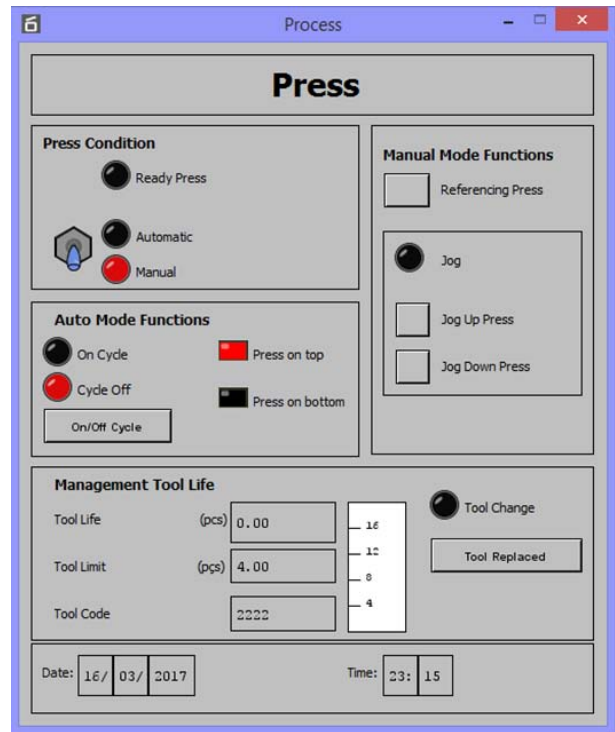 Process
Press
Press Condition
Ready Press
Automatic
Manual
Manual Mode Functions
Referencing Press
Jog
Jog Up Press
Jog Down Press
Auto Mode Functions
On Cycle
Cycle Off
On/Off Cycle
Press on top
Press on bottom
Management Tool Life
Tool Life (pcs) 0.00
Tool Limit (pçs) 4.00
Tool Code 2222
16
12
8
4
Tool Change
Tool Replaced
Date: 16/ 03/ 2017
Time: 23: 15